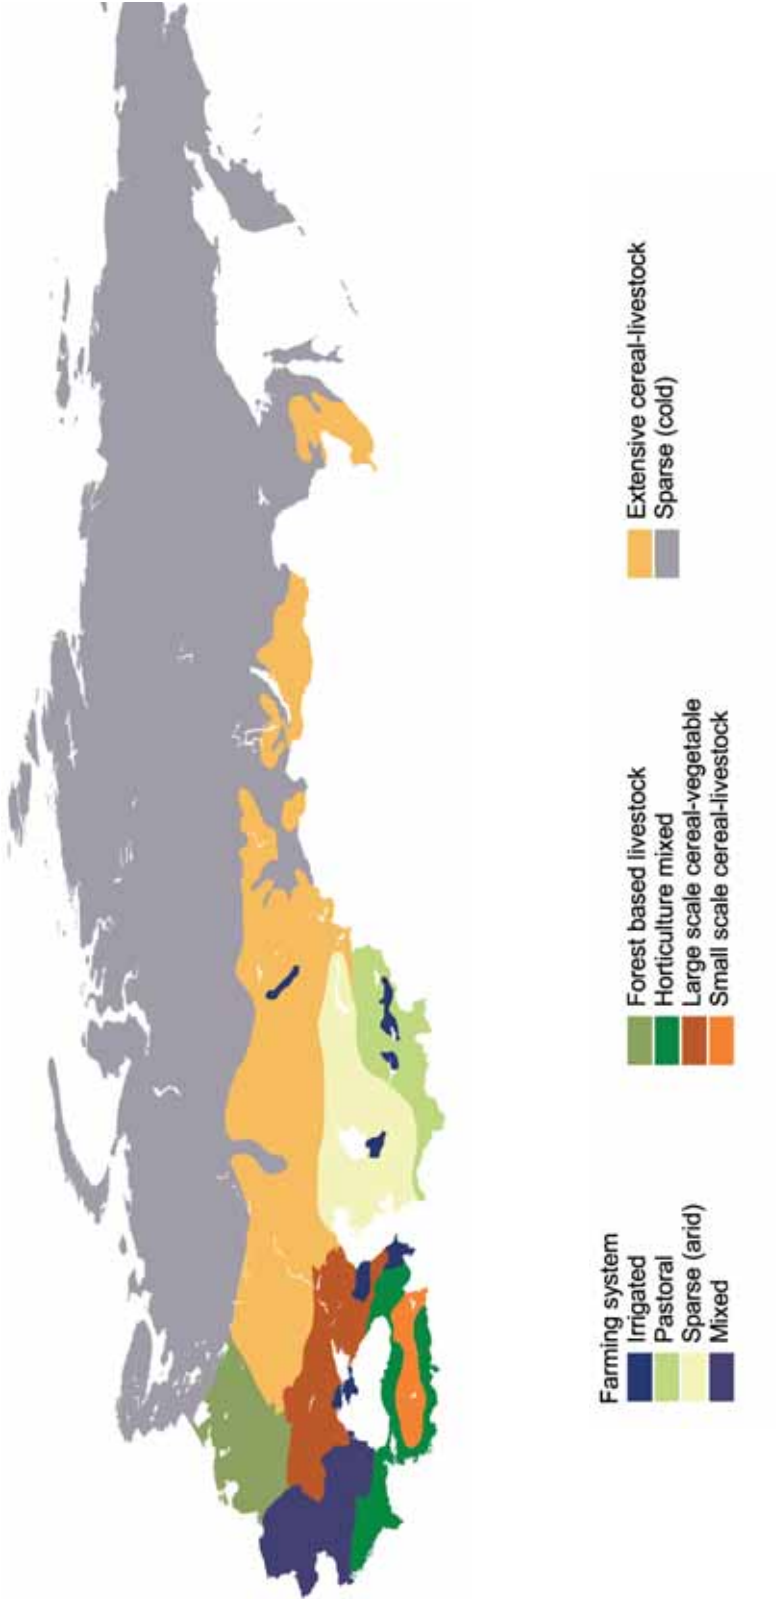 Farming system
Irrigated
Pastoral
Sparse (arid)
Mixed
Forest based livestock
Horticulture mixed
Large scale cereal-vegetable
Small scale cereal-livestock
Extensive cereal-livestock
Sparse (cold)